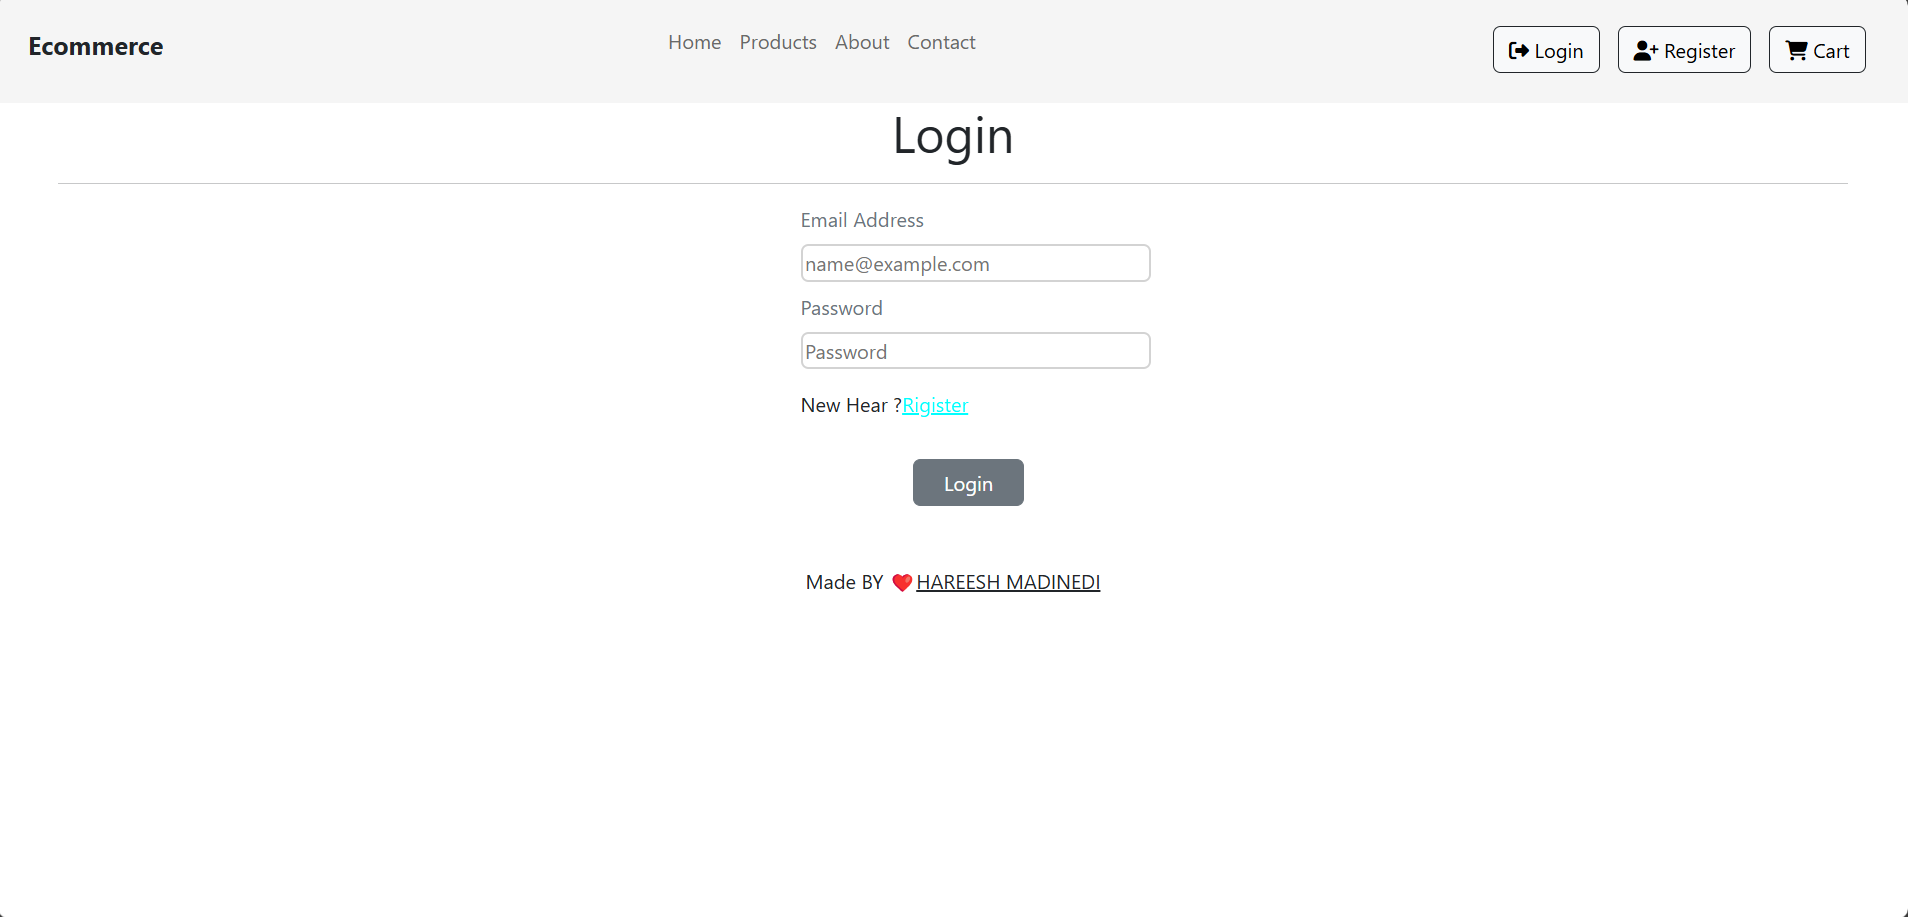 Ecommerce
Home Products About Contact
Login Register Cart
Login
Email Address
name@example.com
Password
Password
New Hear ?Rigister
Login
Made BY ❤️HAREESH MADINEDI